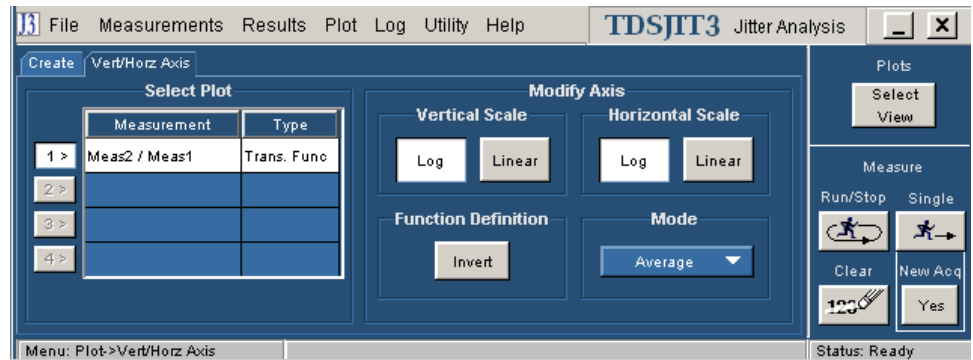 J3 File Measurements Results Plot Log Utility Help TDSJIT3 Jitter Analysis
Create Vert/Horz Axis
Select Plot
Measurement Type
1 > Meas2 / Meas1 Trans. Func
2 >
3 >
4 >
Modify Axis
Vertical Scale
Log Linear
Horizontal Scale
Log Linear
Function Definition
Invert
Mode
Average
Plots
Select
View
Measure
Run/Stop Single
Clear New Acq
123 Yes
Menu: Plot->Vert/Horz Axis
Status: Ready